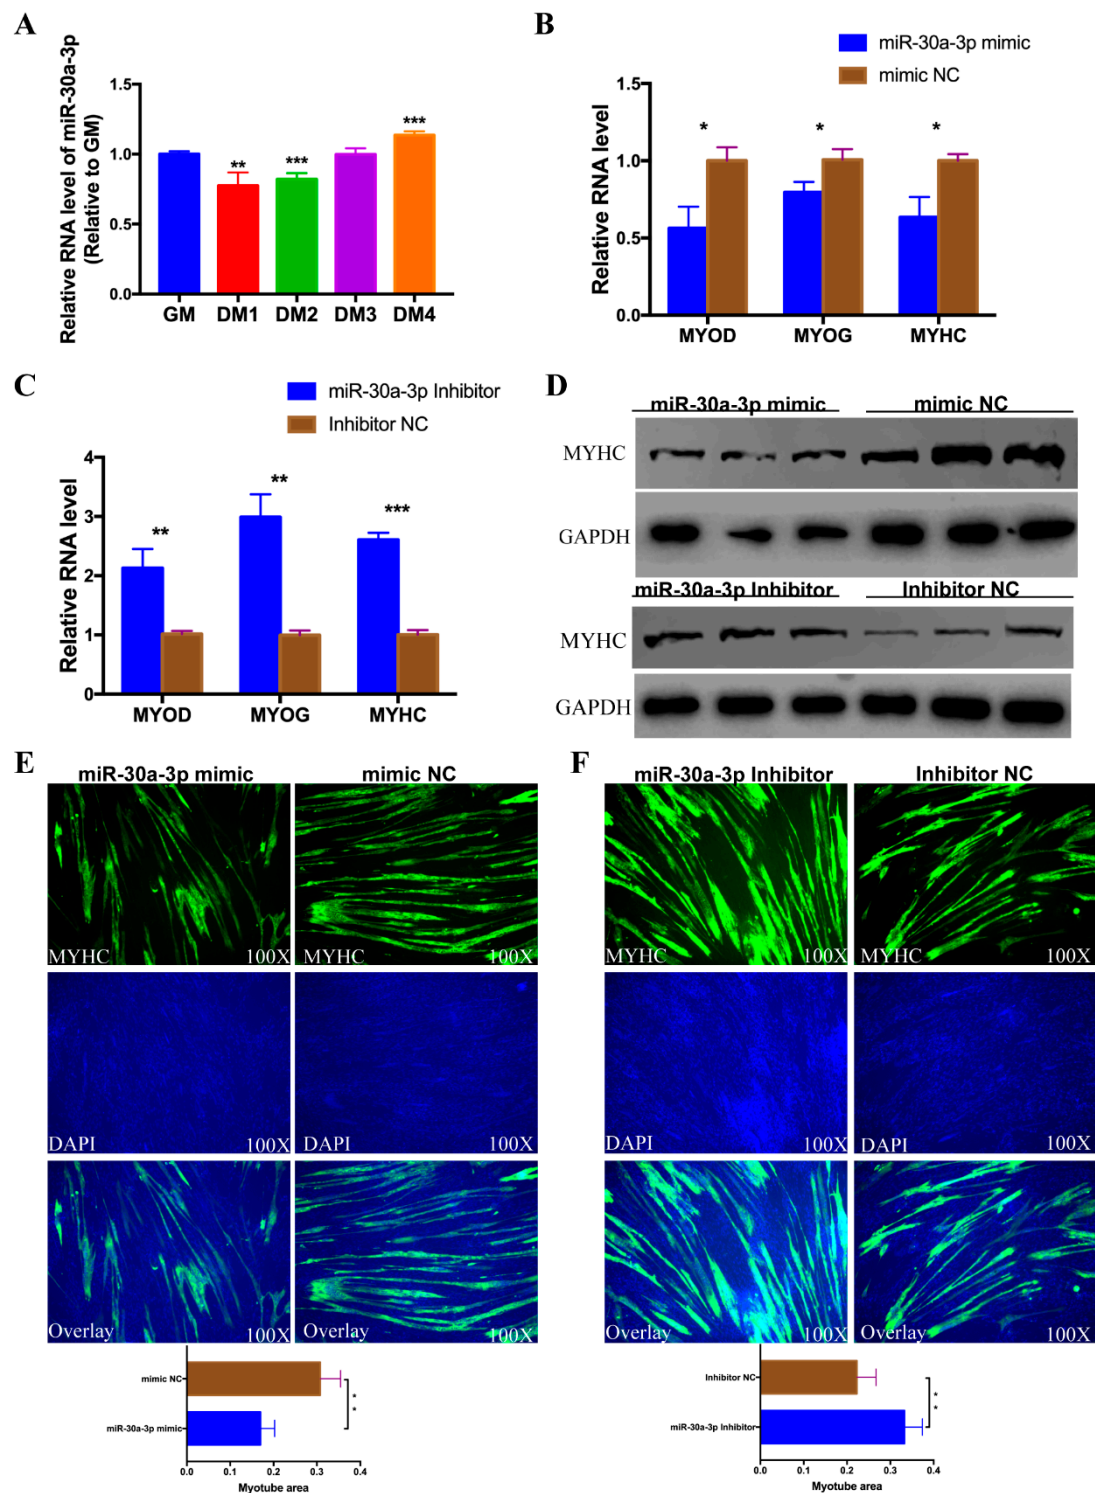 A
Relative RNA level of miR-30a-3p
(Relative to GM)
1.5
1.0
0.5
0.0
** *** ***
GM DM1 DM2 DM3 DM4
B
miR-30a-3p mimic
mimic NC
Relative RNA level
1.5
1.0
0.5
0.0
* * *
MYOD MYOG MYHC
C
miR-30a-3p Inhibitor
Inhibitor NC
Relative RNA level
4
3
2
1
0
** ** ***
MYOD MYOG MYHC
D
miR-30a-3p mimic mimic NC
MYHC
GAPDH
miR-30a-3p Inhibitor Inhibitor NC
MYHC
GAPDH
E
miR-30a-3p mimic mimic NC
MYHC 100X MYHC 100X
DAPI 100X DAPI 100X
Overlay 100X Overlay 100X
mimic NC
miR-30a-3p mimic
**
0.0 0.1 0.2 0.3 0.4
Myotube area
F
miR-30a-3p Inhibitor Inhibitor NC
MYHC 100X MYHC 100X
DAPI 100X DAPI 100X
Overlay 100X Overlay 100X
Inhibitor NC
miR-30a-3p Inhibitor
**
0.0 0.1 0.2 0.3 0.4
Myotube area